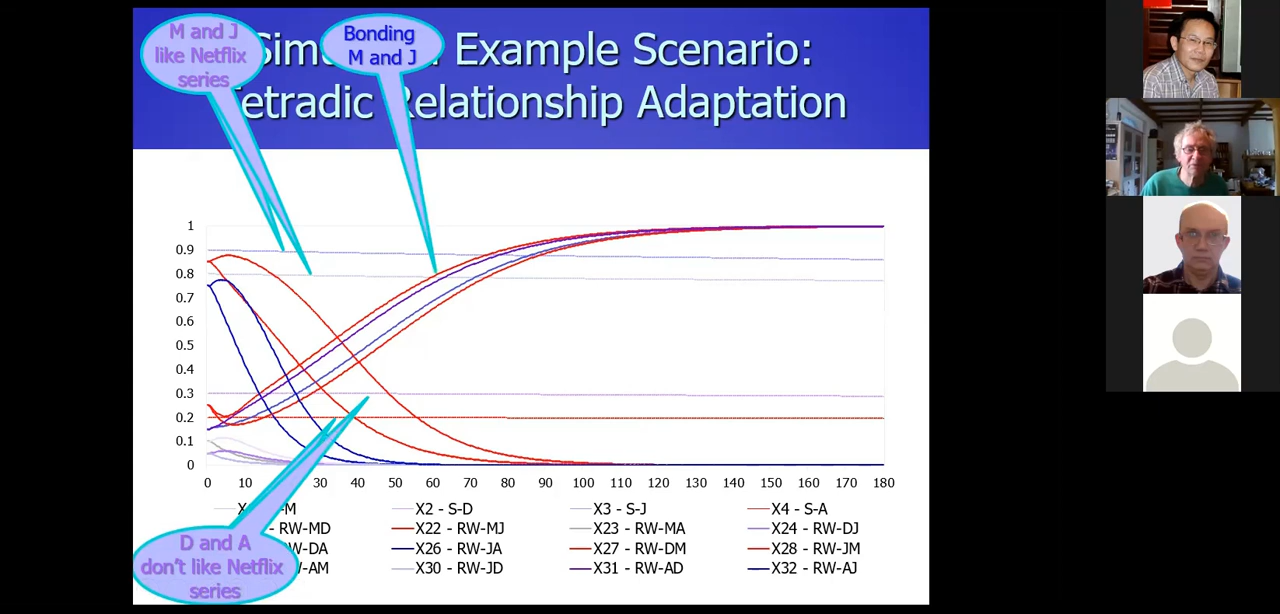 M and J
like Netflix
series
Bonding
M and J
Example Scenario:
Relationship Adaptation
1
0.9
0.8
0.7
0.6
0.5
0.4
0.3
0.2
0.1
0
0 10 30 40 50 60 70 80 90 100 110 120 130 140 150 160 170 180
X2 - S-D X3 - S-J X4 - S-A
- RW-MD X22 - RW-MJ X23 - RW-MA X24 - RW-DJ
RW-DA X26 - RW-JA X27 - RW-DM X28 - RW-JM
RW-AM X30 - RW-JD X31 - RW-AD X32 - RW-AJ
D and A
don't like Netflix
series